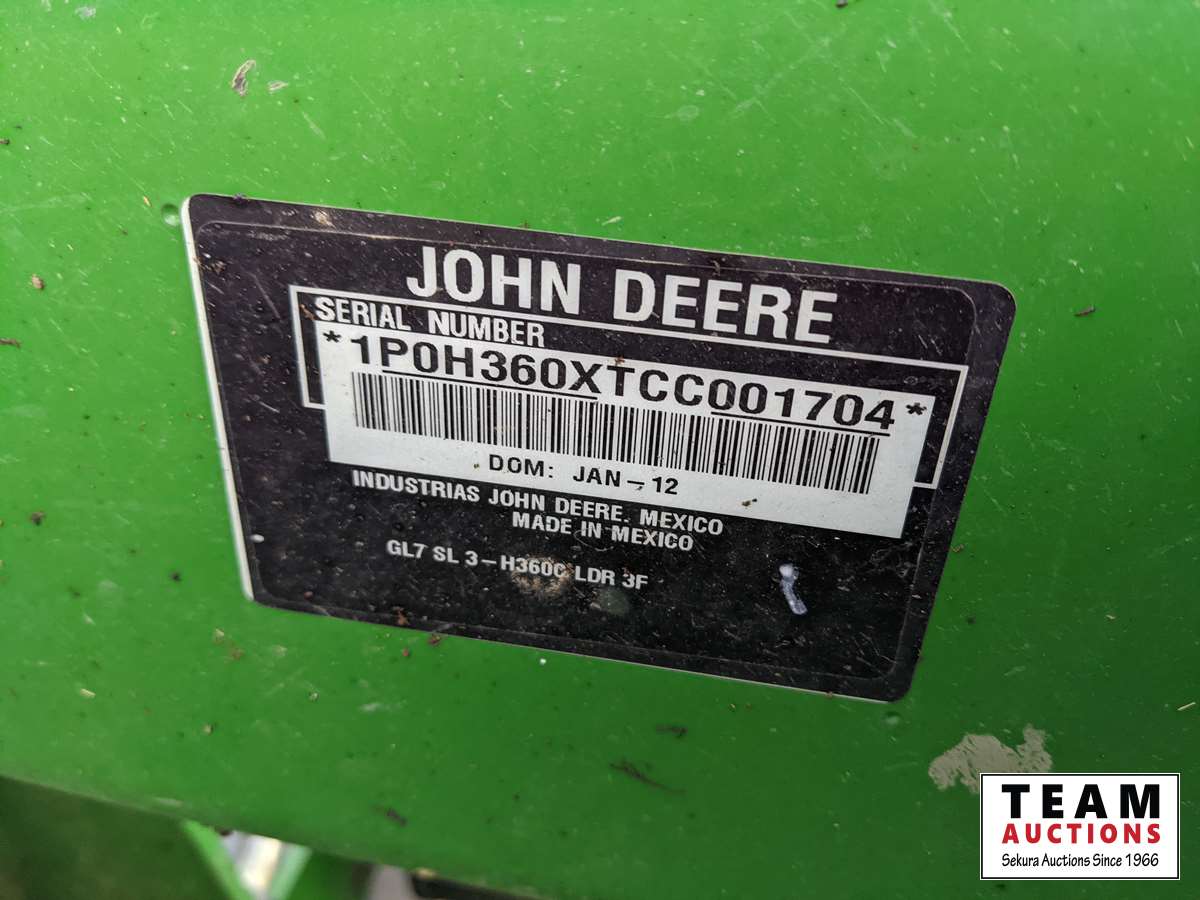 JOHN DEERE
SERIAL NUMBER
*1P0H360XTCC001704*
DOM: JAN-12
INDUSTRIAS JOHN DEERE. MEXICO
MADE IN MEXICO
GL7 SL 3-H360C LDR 3F
TEAM
AUCTIONS
Sekura Auctions Since 1966